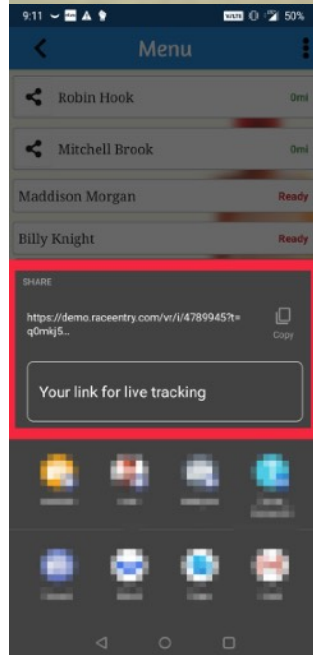 9:11 50%
Menu
Robin Hook 0mi
Mitchell Brook 0mi
Maddison Morgan Ready
Billy Knight Ready
SHARE
https://demo.raceentry.com/vr/i/4789945?t=
q0mkj5...
Copy
Your link for live tracking